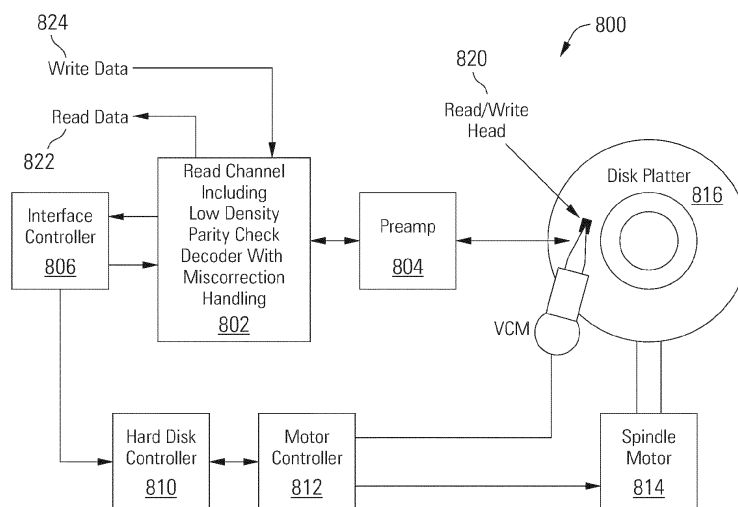 824
Write Data
Read Data
822
800
820
Read/Write
Head
Disk Platter
816
Interface
Controller
806
Read Channel
Including
Low Density
Parity Check
Decoder With
Miscorrection
Handling
802
Preamp
804
VCM
Hard Disk
Controller
810
Motor
Controller
812
Spindle
Motor
814